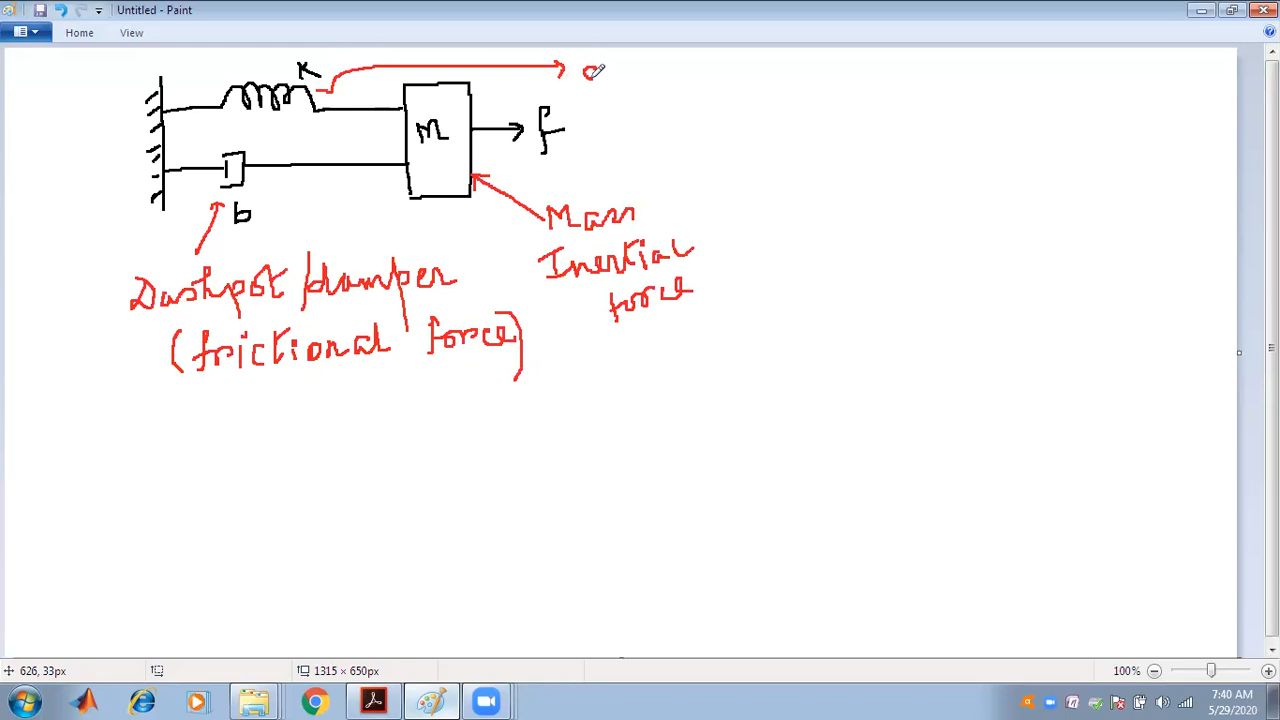 Untitled - Paint
Home View
K
M
f
b
Mass
Inertial
force
Dashpot/damper
(frictional force)
626, 33px
1315 × 650px
100%
7:40 AM
5/29/2020